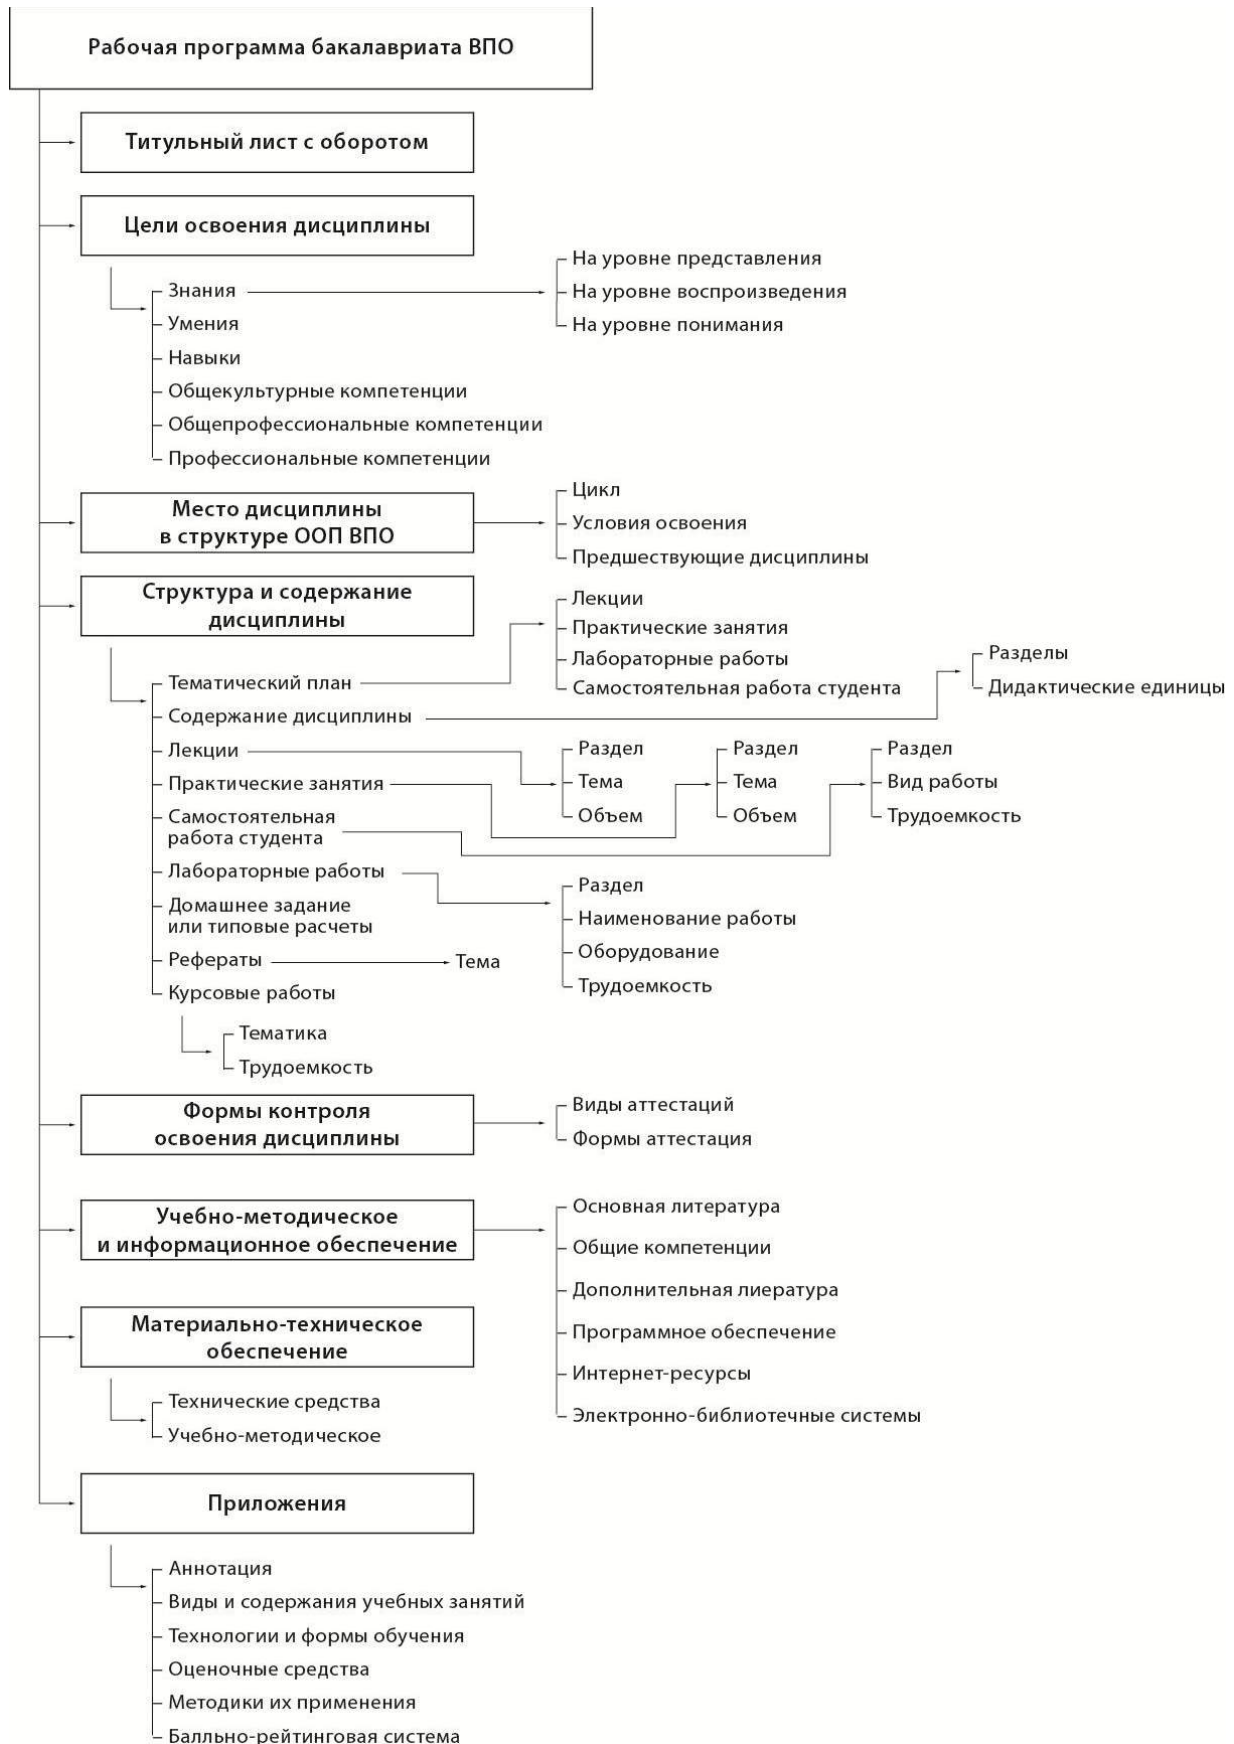 Рабочая программа бакалавриата ВПО
Титульный лист с оборотом
Цели освоения дисциплины
Знания
Умения
Навыки
Общекультурные компетенции
Общепрофессиональные компетенции
Профессиональные компетенции
На уровне представления
На уровне воспроизведения
На уровне понимания
Место дисциплины
в структуре ООП ВПО
Цикл
Условия освоения
Предшествующие дисциплины
Структура и содержание
дисциплины
Тематический план
Содержание дисциплины
Лекции
Практические занятия
Самостоятельная
работа студента
Лабораторные работы
Домашнее задание
или типовые расчеты
Рефераты
Курсовые работы
Лекции
Практические занятия
Лабораторные работы
Самостоятельная работа студента
Разделы
Дидактические единицы
Раздел
Тема
Объем
Раздел
Тема
Объем
Раздел
Вид работы
Трудоемкость
Раздел
Наименование работы
Оборудование
Трудоемкость
Тема
Тематика
Трудоемкость
Формы контроля
освоения дисциплины
Виды аттестаций
Формы аттестация
Учебно-методическое
и информационное обеспечение
Основная литература
Общие компетенции
Дополнительная лиература
Программное обеспечение
Интернет-ресурсы
Электронно-библиотечные системы
Материально-техническое
обеспечение
Технические средства
Учебно-методическое
Приложения
Аннотация
Виды и содержания учебных занятий
Технологии и формы обучения
Оценочные средства
Методики их применения
Балльно-рейтинговая система